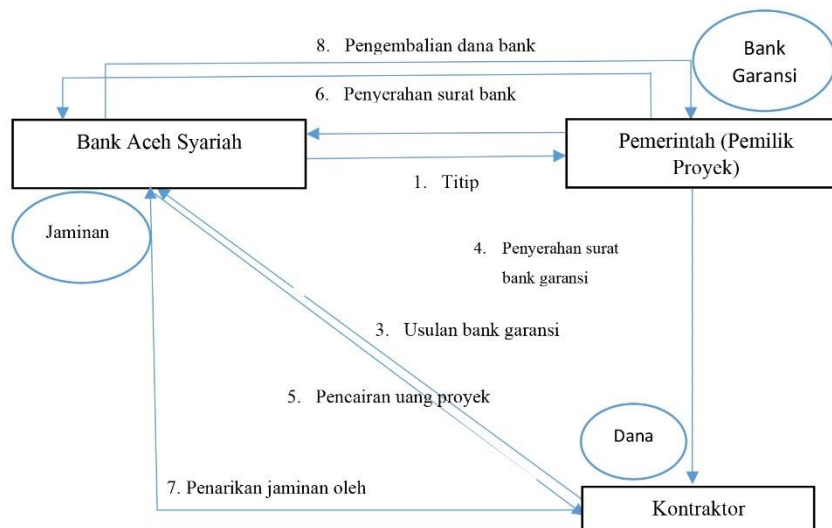 8. Pengembalian dana bank
Bank
Garansi
6. Penyerahan surat bank
Bank Aceh Syariah
Pemerintah (Pemilik
Proyek)
1. Titip
Jaminan
4. Penyerahan surat
bank garansi
3. Usulan bank garansi
5. Pencairan uang proyek
Dana
7. Penarikan jaminan oleh
Kontraktor